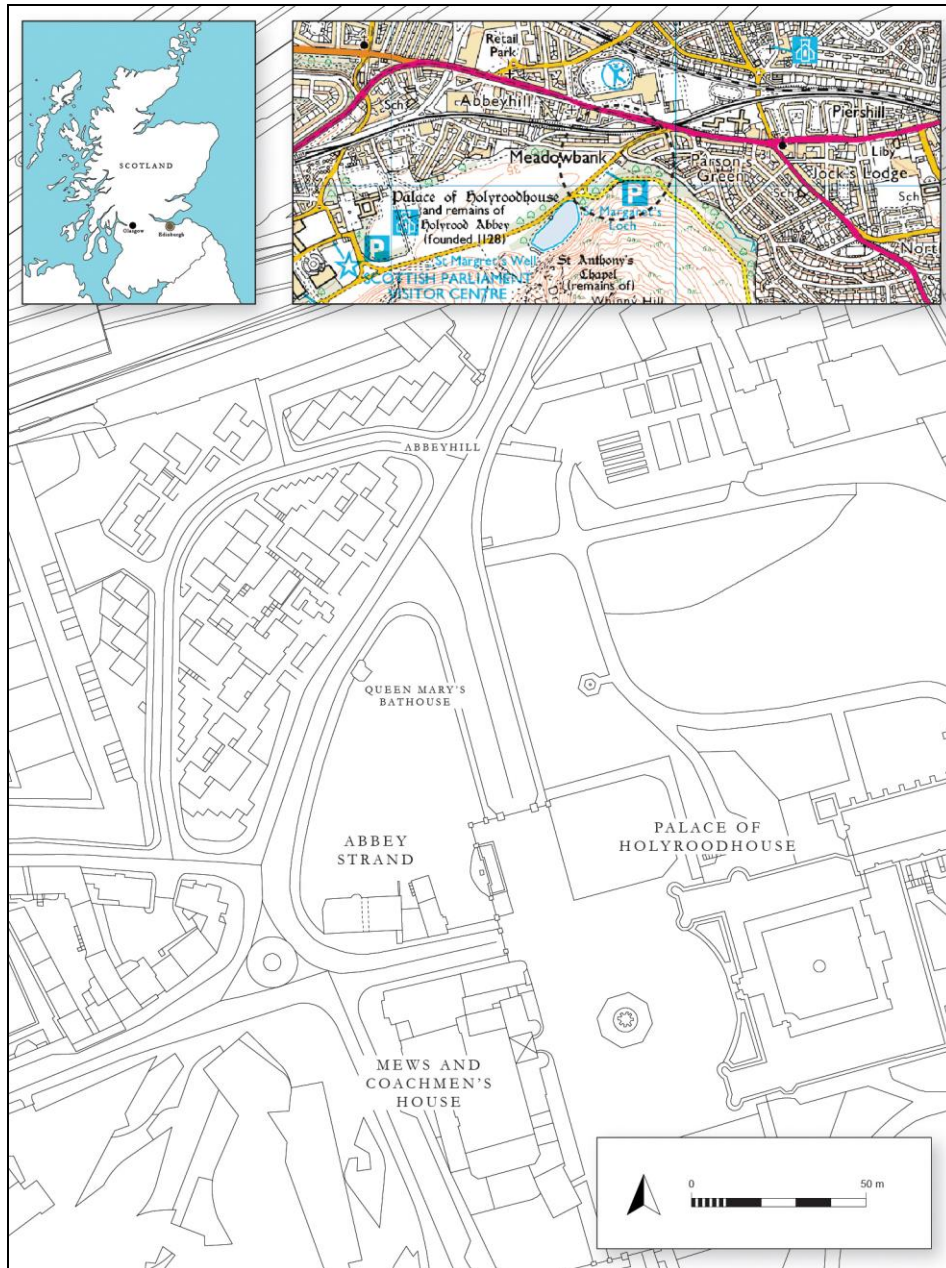 SCOTLAND
Glasgow
Edinburgh
Retail
Park
Sch
Abbeyhill
Piershill
Meadowbank
Parson's
Green
Liby
Jock's Lodge
Sch
Sch
35
Palace of Holyroodhouse
and remains of
Holyrood Abbey
(founded 1128)
P
P
St Margaret's
Loch
St Margret's Well
SCOTTISH PARLIAMENT
VISITOR CENTRE
St Anthony's
Chapel
(remains of)
Whinny Hill
Nort
ABBEYHILL
QUEEN MARY'S
BATHOUSE
ABBEY
STRAND
PALACE OF
HOLYROODHOUSE
MEWS AND
COACHMEN'S
HOUSE
0
50 m